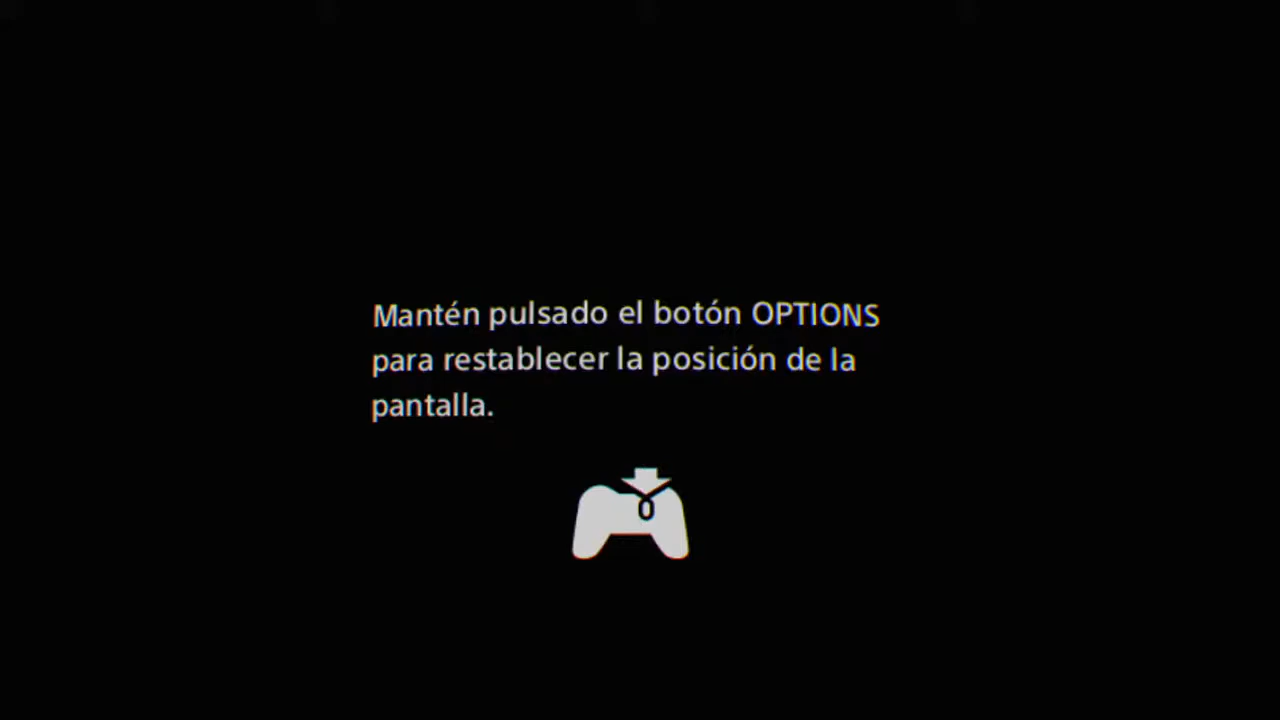 Mantén pulsado el botón OPTIONS
para restablecer la posición de la
pantalla.